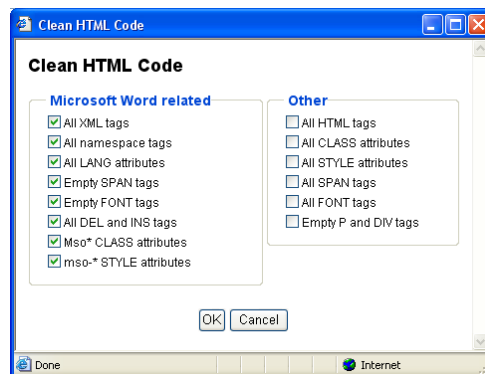 Clean HTML Code
Clean HTML Code
Microsoft Word related
All XML tags
All namespace tags
All LANG attributes
Empty SPAN tags
Empty FONT tags
All DEL and INS tags
Mso* CLASS attributes
mso-* STYLE attributes
Other
All HTML tags
All CLASS attributes
All STYLE attributes
All SPAN tags
All FONT tags
Empty P and DIV tags
OK Cancel
Done Internet